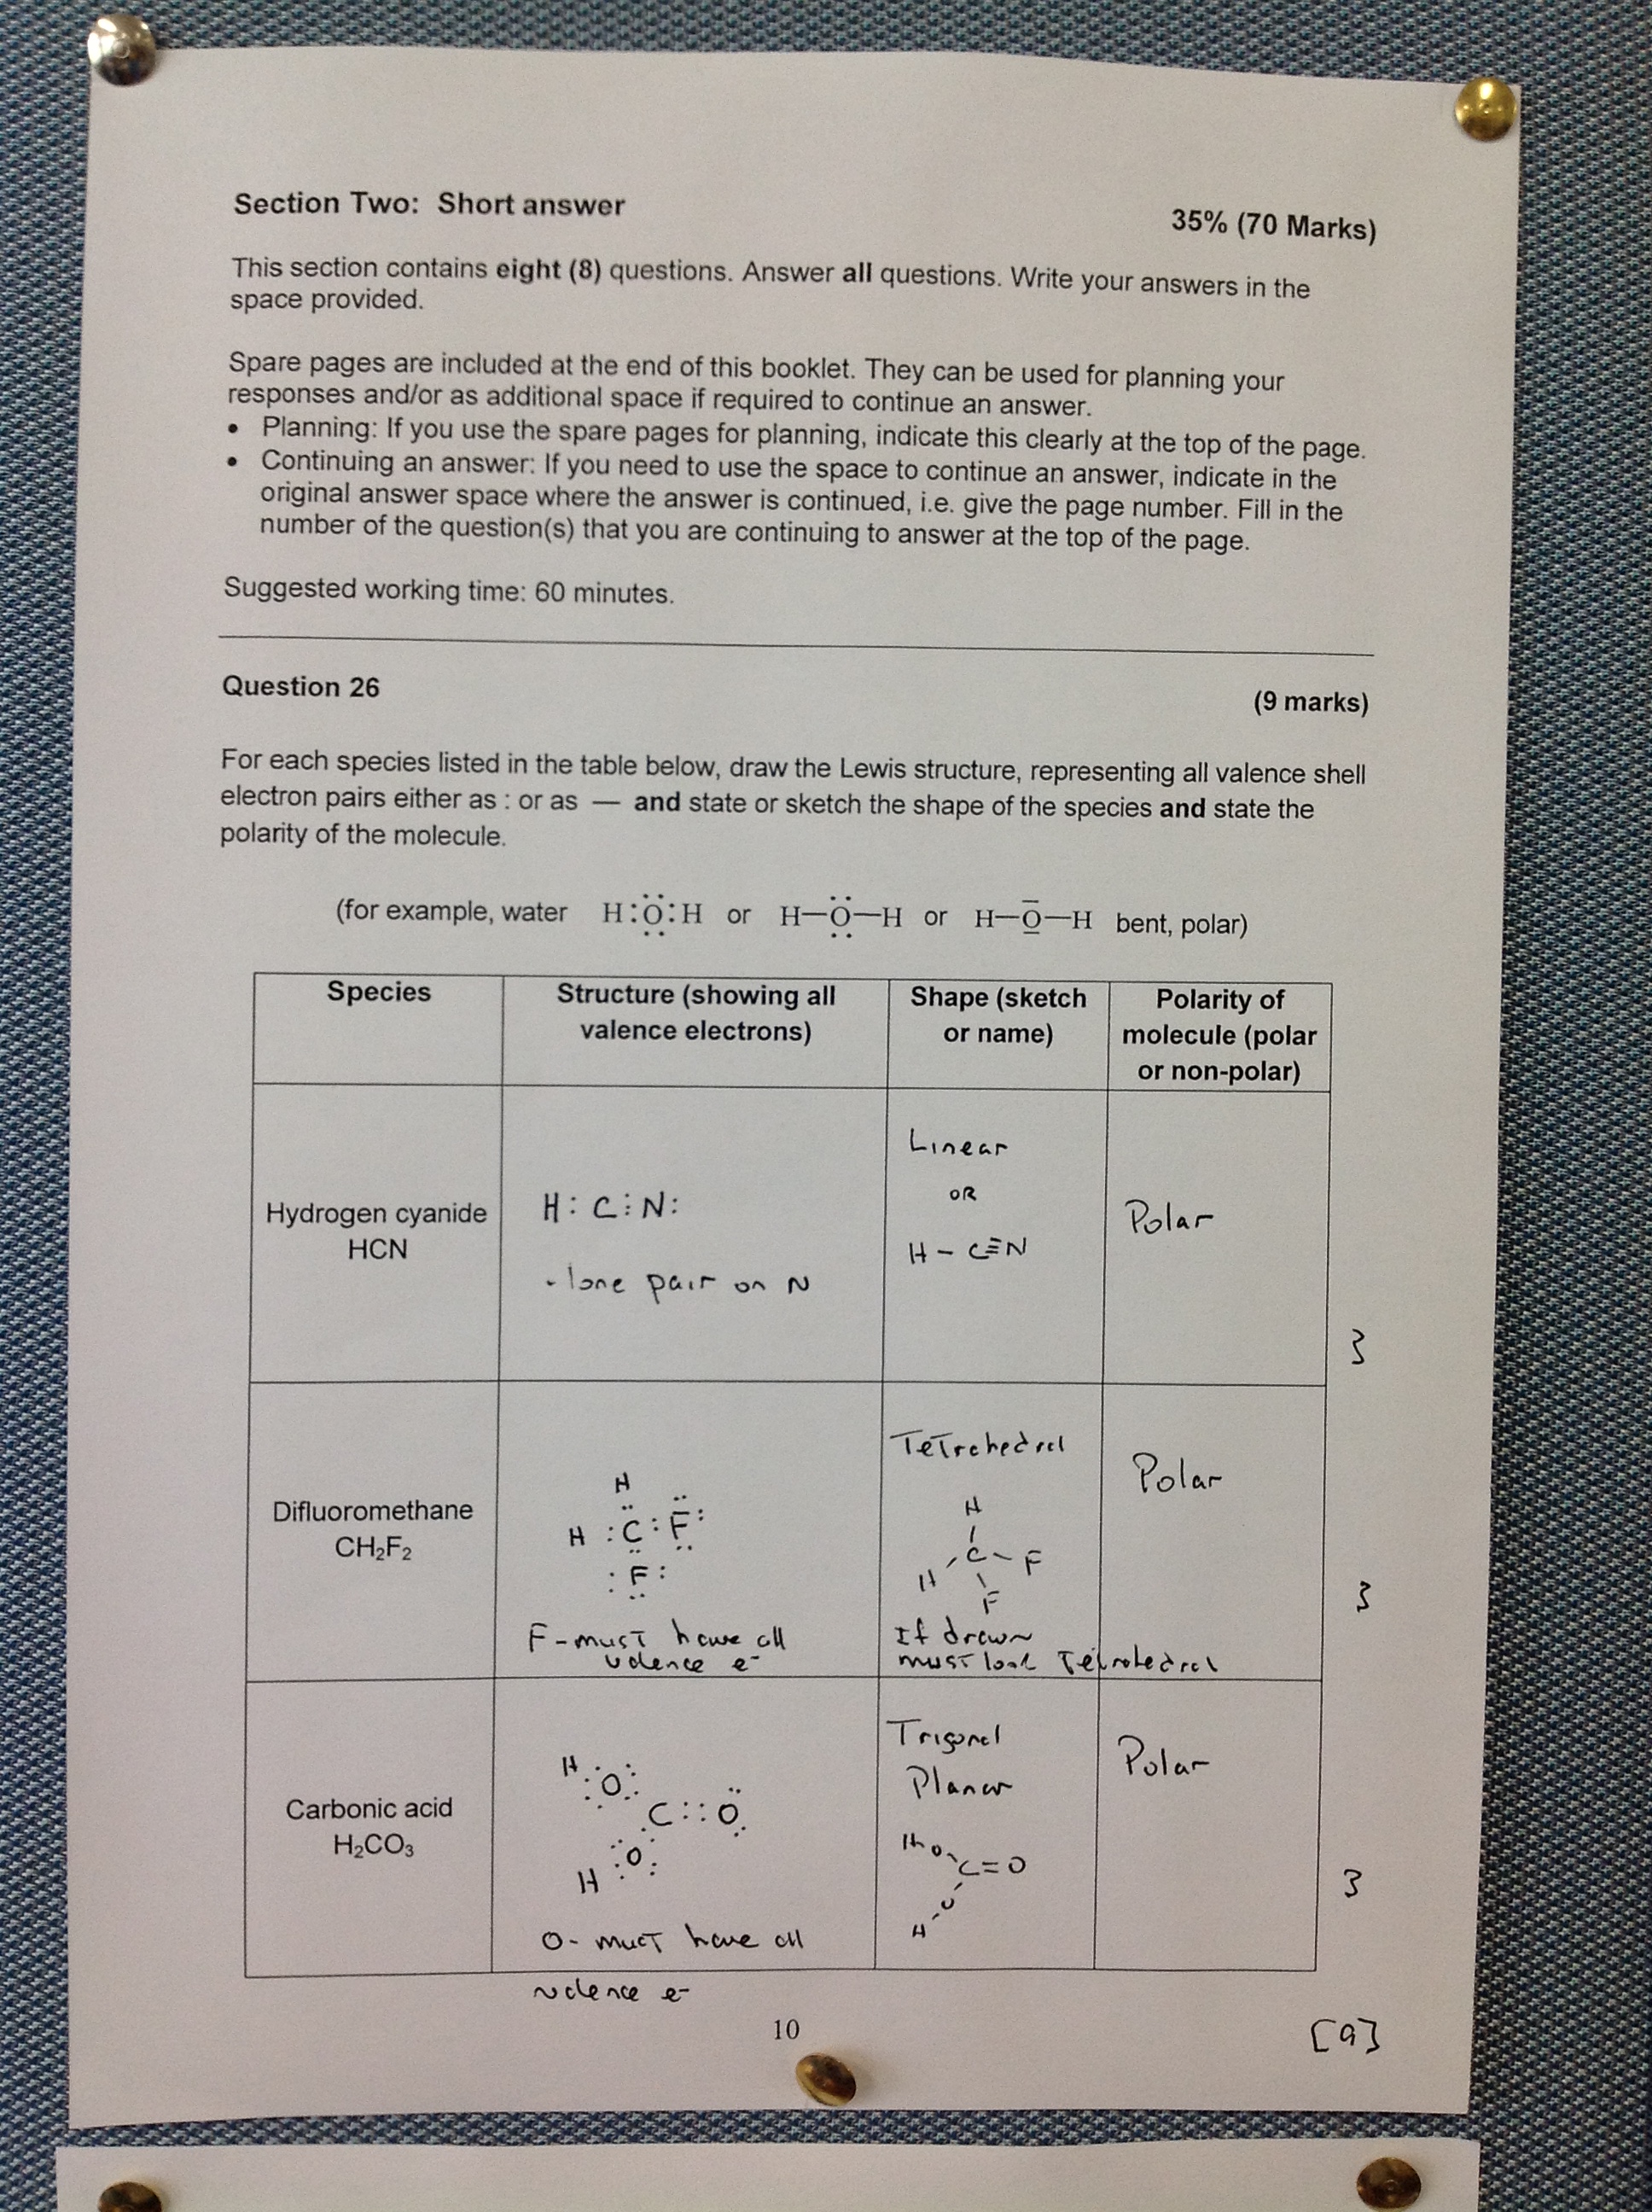 Section Two: Short answer
35% (70 Marks)
This section contains eight (8) questions. Answer all questions. Write your answers in the
space provided.
Spare pages are included at the end of this booklet. They can be used for planning your
responses and/or as additional space if required to continue an answer.
• Planning: If you use the spare pages for planning, indicate this clearly at the top of the page.
• Continuing an answer: If you need to use the space to continue an answer, indicate in the
original answer space where the answer is continued, i.e. give the page number. Fill in the
number of the question(s) that you are continuing to answer at the top of the page.
Suggested working time: 60 minutes.
Question 26
(9 marks)
For each species listed in the table below, draw the Lewis structure, representing all valence shell
electron pairs either as : or as — and state or sketch the shape of the species and state the
polarity of the molecule.
(for example, water H:O:H or H—O—H or H—O—H bent, polar)
Species
Structure (showing all
valence electrons)
Shape (sketch
or name)
Polarity of
molecule (polar
or non-polar)
Hydrogen cyanide
HCN
H : C ⋮ N :
- lone pair on N
Linear
OR
H – C≡N
Polar
3
Difluoromethane
CH₂F₂
H
H : C : F :
: F :
F - must have all
valence e⁻
Tetrahedral
H
C
H F
F
If drawn
must look Tetrahedral
Polar
3
Carbonic acid
H₂CO₃
H : O :
C :: O
H : O :
O - must have all
valence e⁻
Trigonal
Planar
H O
C = O
O
H
Polar
3
10
[9]